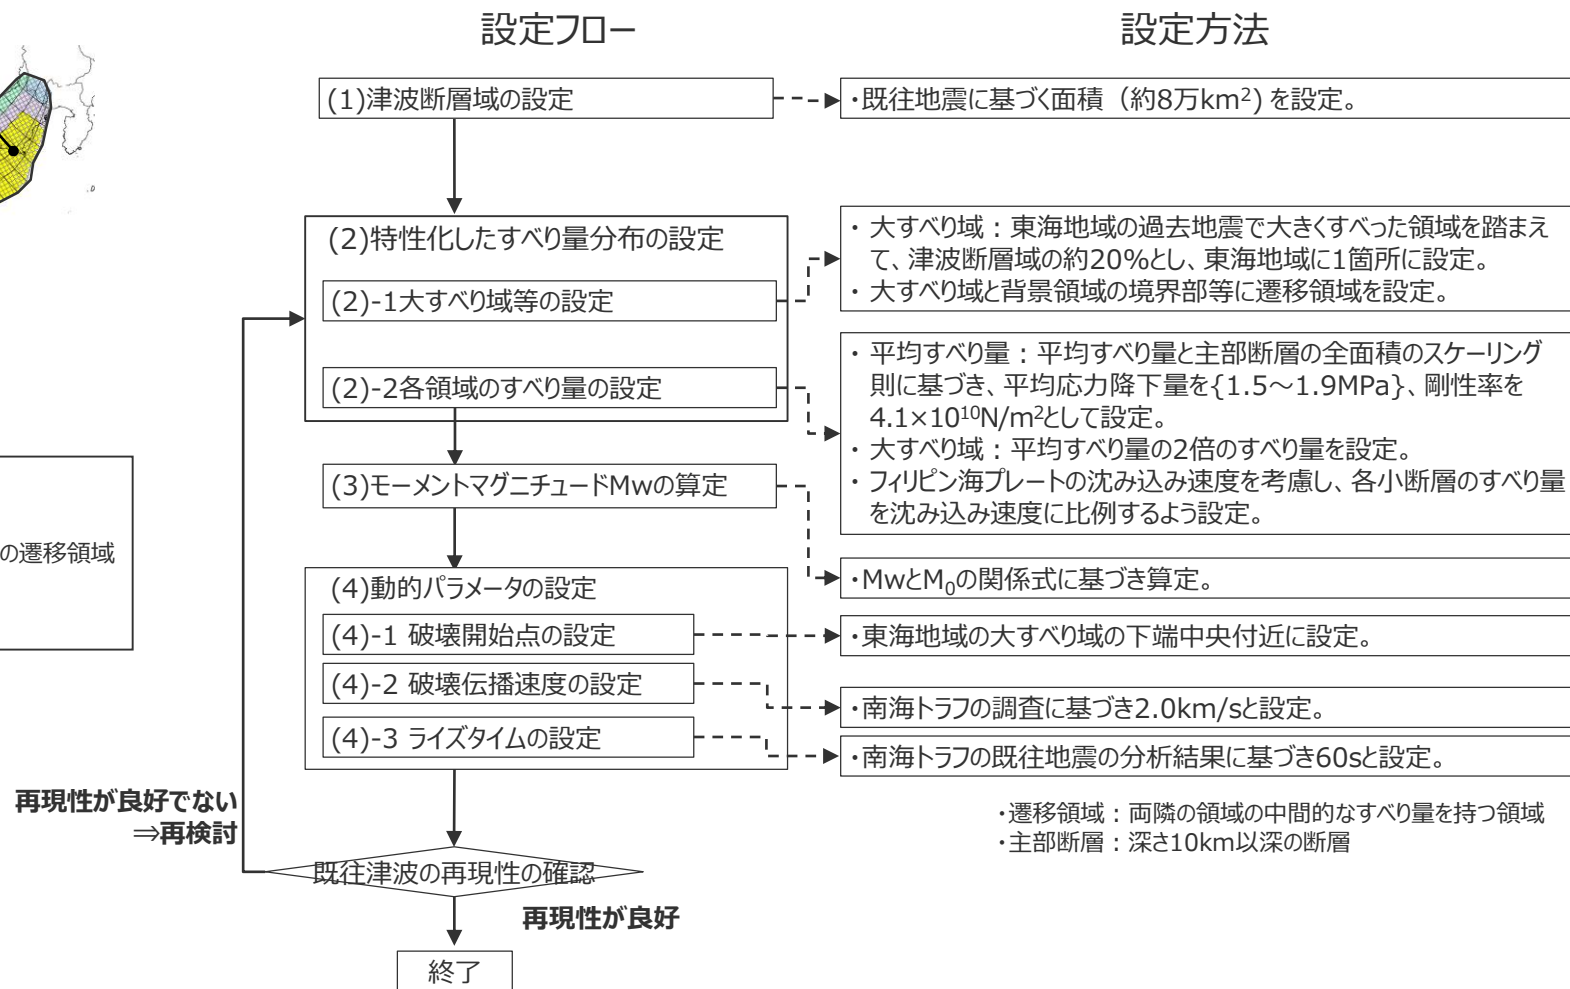 設定フロー
設定方法
(1)津波断層域の設定
・既往地震に基づく面積（約8万km²) を設定。
(2)特性化したすべり量分布の設定
(2)-1大すべり域等の設定
・ 大すべり域：東海地域の過去地震で大きくすべった領域を踏まえ
て、津波断層域の約20%とし、東海地域に1箇所に設定。
・ 大すべり域と背景領域の境界部等に遷移領域を設定。
(2)-2各領域のすべり量の設定
・ 平均すべり量：平均すべり量と主部断層の全面積のスケーリング
則に基づき、平均応力降下量を{1.5～1.9MPa}、剛性率を
4.1×10¹⁰N/m²として設定。
・ 大すべり域：平均すべり量の2倍のすべり量を設定。
・ フィリピン海プレートの沈み込み速度を考慮し、各小断層のすべり量
を沈み込み速度に比例するよう設定。
(3)モーメントマグニチュードMwの算定
・MwとM₀の関係式に基づき算定。
の遷移領域
(4)動的パラメータの設定
(4)-1 破壊開始点の設定
・東海地域の大すべり域の下端中央付近に設定。
(4)-2 破壊伝播速度の設定
・南海トラフの調査に基づき2.0km/sと設定。
(4)-3 ライズタイムの設定
・南海トラフの既往地震の分析結果に基づき60sと設定。
再現性が良好でない
⇒再検討
・遷移領域：両隣の領域の中間的なすべり量を持つ領域
・主部断層：深さ10km以深の断層
既往津波の再現性の確認
再現性が良好
終了